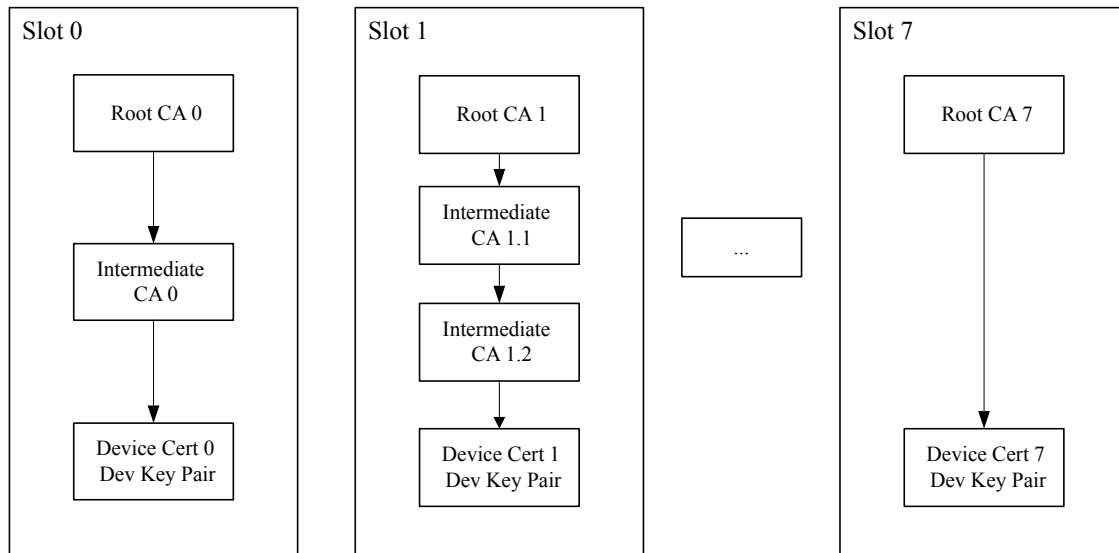 Slot 0
Root CA 0
Intermediate
CA 0
Device Cert 0
Dev Key Pair
Slot 1
Root CA 1
Intermediate
CA 1.1
Intermediate
CA 1.2
Device Cert 1
Dev Key Pair
...
Slot 7
Root CA 7
Device Cert 7
Dev Key Pair